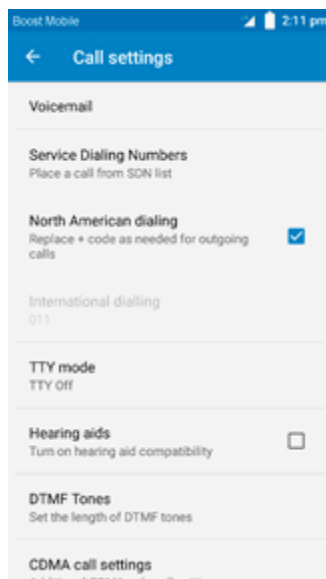 Boost Mobile 2:11 pm
Call settings
Voicemail
Service Dialing Numbers
Place a call from SDN list
North American dialing
Replace + code as needed for outgoing
calls
International dialling
011
TTY mode
TTY Off
Hearing aids
Turn on hearing aid compatibility
DTMF Tones
Set the length of DTMF tones
CDMA call settings